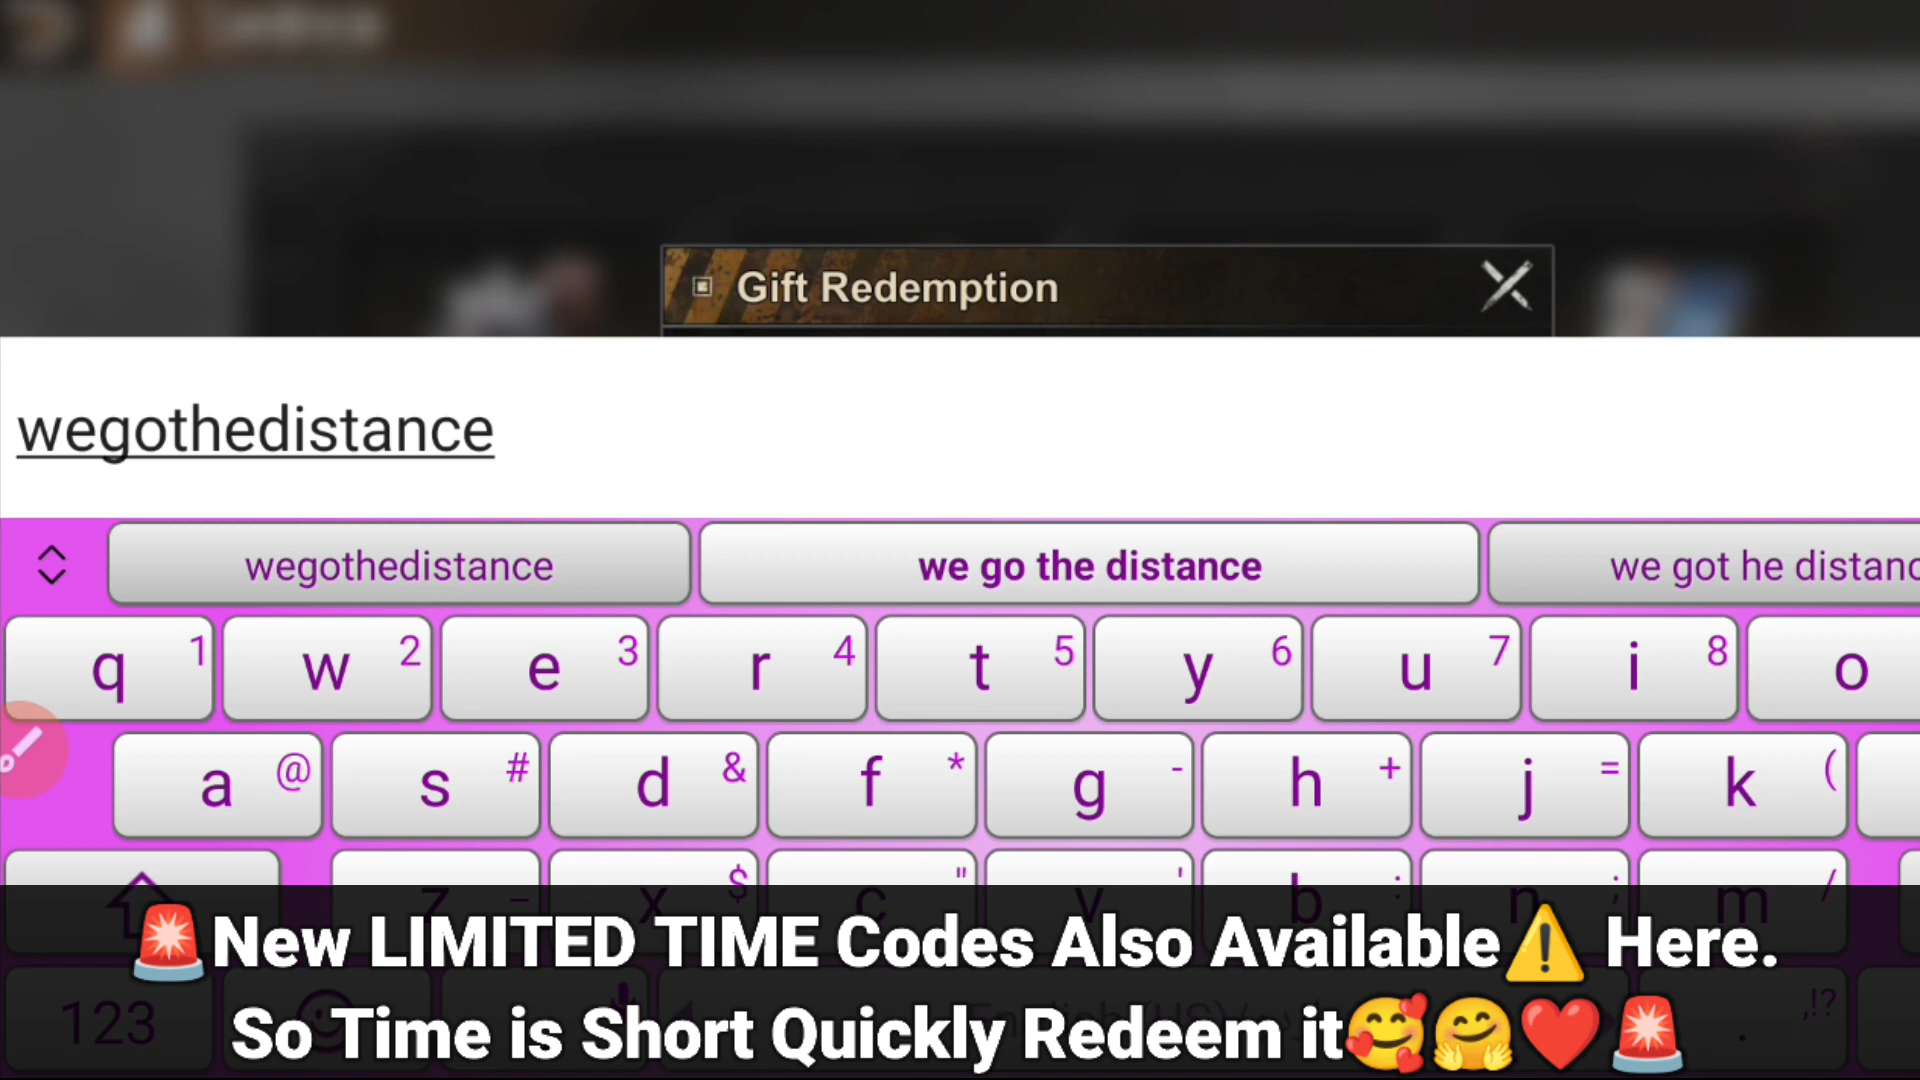 Gift Redemption
wegothedistance
wegothedistance we go the distance we got he distanc
q 1 w 2 e 3 r 4 t 5 y 6 u 7 i 8 o
a @ s # d & f * g - h + j = k (
z _ x $ c " v ' b : n ; m /
🚨New LIMITED TIME Codes Also Available⚠️ Here.
123 ,!? .
So Time is Short Quickly Redeem it🥰🤗❤️🚨